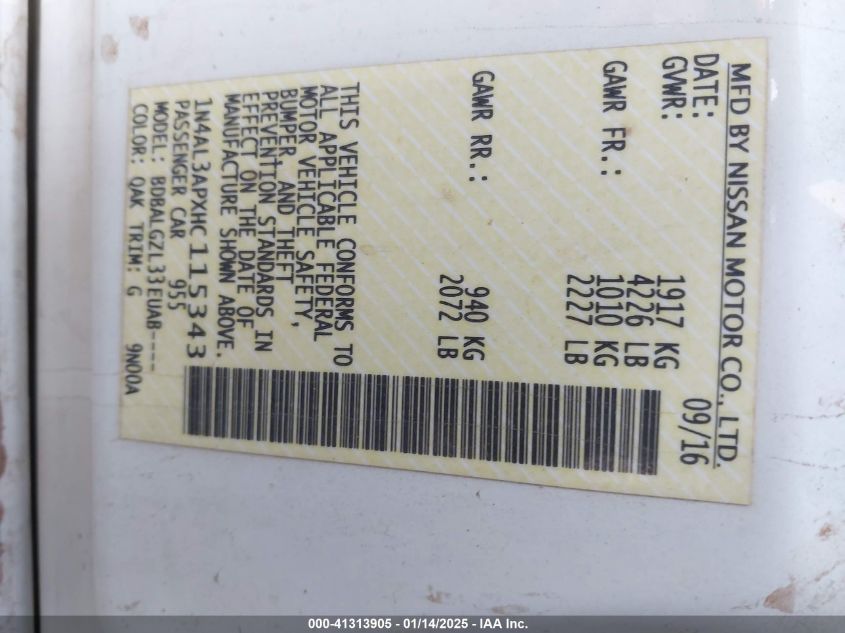 MFD BY NISSAN MOTOR CO., LTD.
DATE: 09/16
GVWR: 1917 KG
4226 LB
GAWR FR.: 1010 KG
2227 LB
GAWR RR.: 940 KG
2072 LB
THIS VEHICLE CONFORMS TO
ALL APPLICABLE FEDERAL
MOTOR VEHICLE SAFETY,
BUMPER, AND THEFT
PREVENTION STANDARDS IN
EFFECT ON THE DATE OF
MANUFACTURE SHOWN ABOVE.
1N4AL3APXHC115343
PASSENGER CAR 955
MODEL: BDBALGZL33EUAB----
COLOR: QAK TRIM: G 9N00A
000-41313905 - 01/14/2025 - IAA Inc.